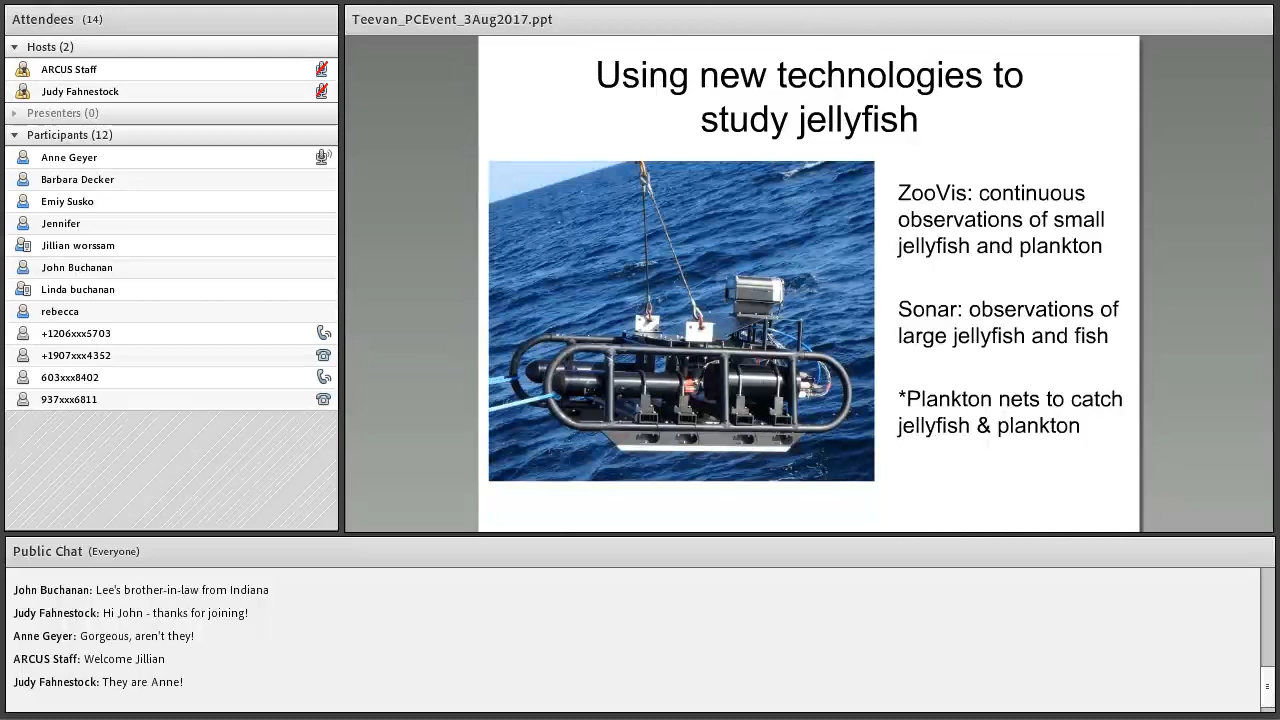 Attendees (14)
Hosts (2)
ARCUS Staff
Judy Fahnestock
Presenters (0)
Participants (12)
Anne Geyer
Barbara Decker
Emiy Susko
Jennifer
Jillian worssam
John Buchanan
Linda buchanan
rebecca
+1206xxx5703
+1907xxx4352
603xxx8402
937xxx6811
Teevan_PCEvent_3Aug2017.ppt
Using new technologies to
study jellyfish
ZooVis: continuous
observations of small
jellyfish and plankton
Sonar: observations of
large jellyfish and fish
*Plankton nets to catch
jellyfish & plankton
Public Chat (Everyone)
John Buchanan: Lee's brother-in-law from Indiana
Judy Fahnestock: Hi John - thanks for joining!
Anne Geyer: Gorgeous, aren't they!
ARCUS Staff: Welcome Jillian
Judy Fahnestock: They are Anne!